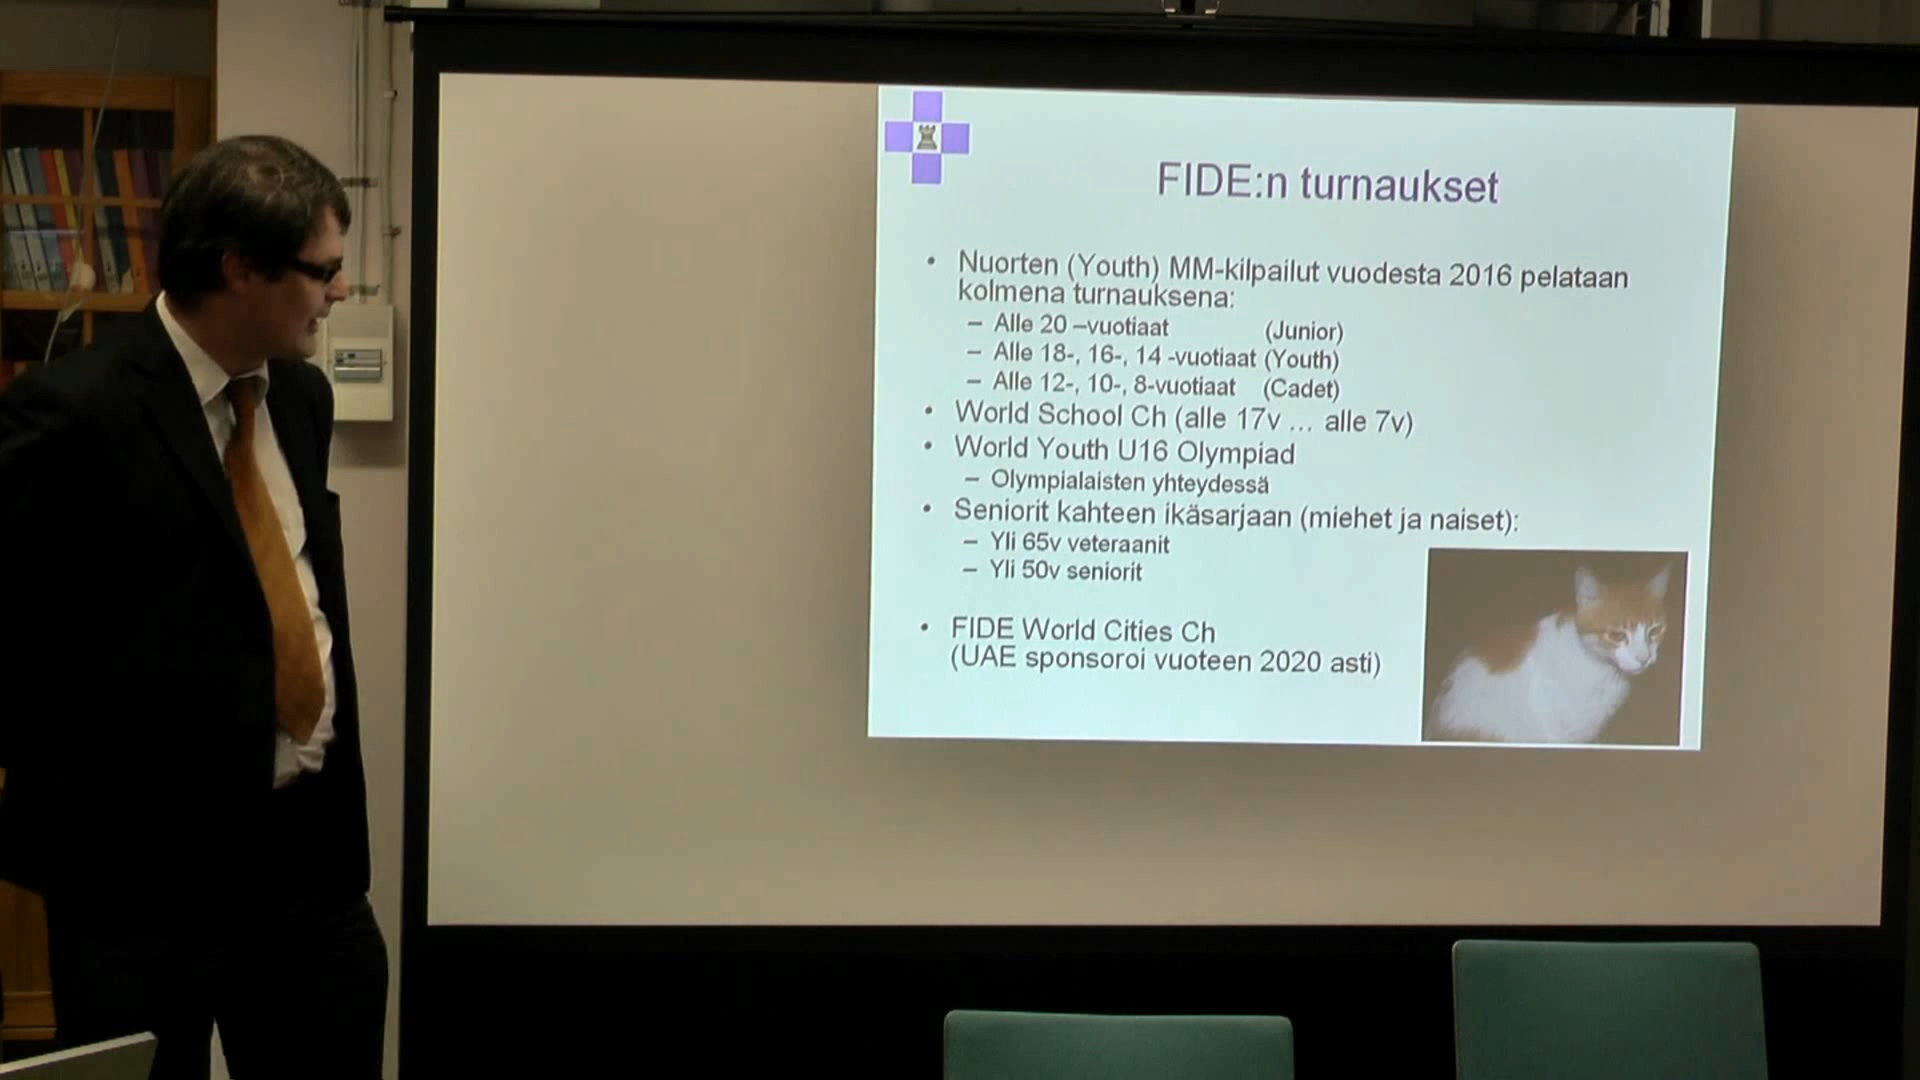 FIDE:n turnaukset
• Nuorten (Youth) MM-kilpailut vuodesta 2016 pelataan
kolmena turnauksena:
– Alle 20 –vuotiaat (Junior)
– Alle 18-, 16-, 14 -vuotiaat (Youth)
– Alle 12-, 10-, 8-vuotiaat (Cadet)
• World School Ch (alle 17v ... alle 7v)
• World Youth U16 Olympiad
– Olympialaisten yhteydessä
• Seniorit kahteen ikäsarjaan (miehet ja naiset):
– Yli 65v veteraanit
– Yli 50v seniorit
• FIDE World Cities Ch
(UAE sponsoroi vuoteen 2020 asti)